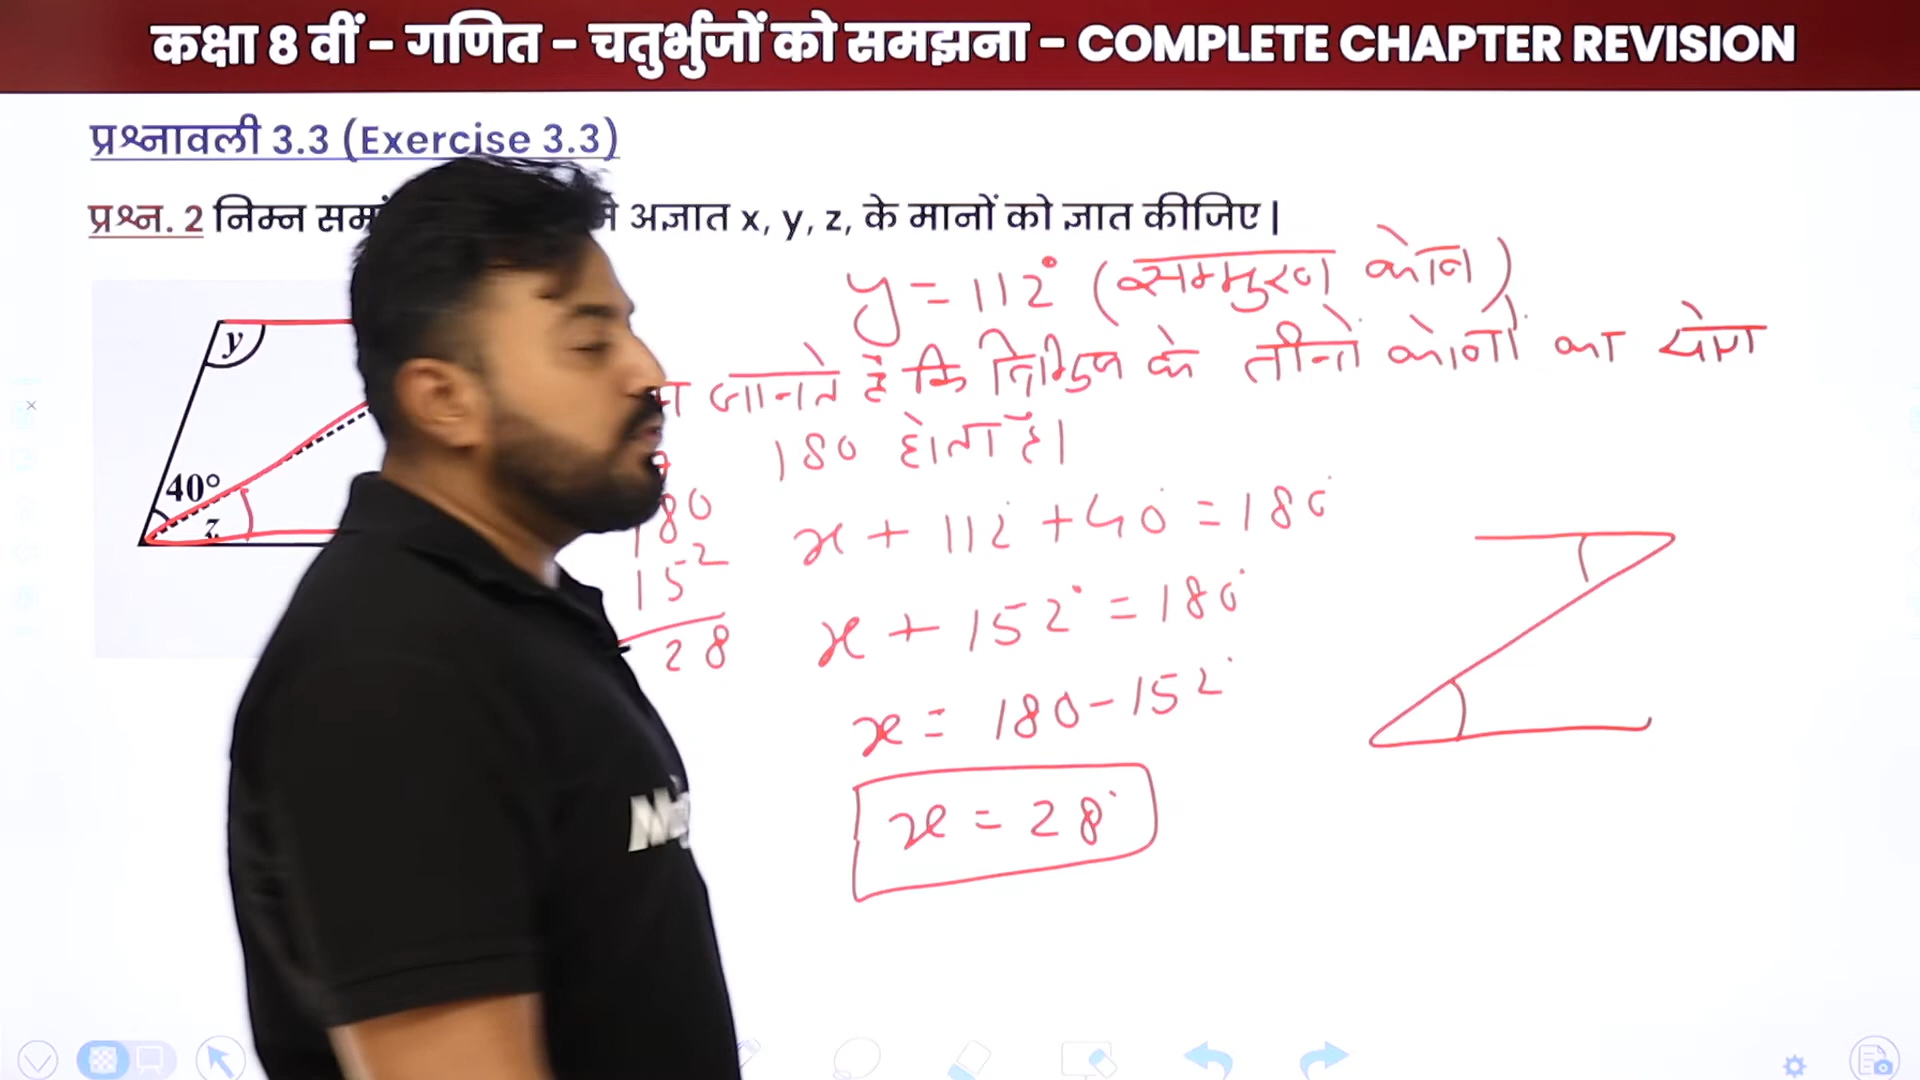 कक्षा 8 वीं – गणित – चतुर्भुजों को समझना – COMPLETE CHAPTER REVISION
प्रश्नावली 3.3 (Exercise 3.3)
प्रश्न. 2 निम्न अज्ञात x, y, z, के मानों को ज्ञात कीजिए |
y = 112° (सम्मुख कोण)
जानते हैं कि त्रिभुज के तीनों कोणों का योग
180 होता है।
y
40°
z
180
152
28
x + 112° + 40° = 180°
x + 152° = 180°
x = 180 - 152°
x = 28°